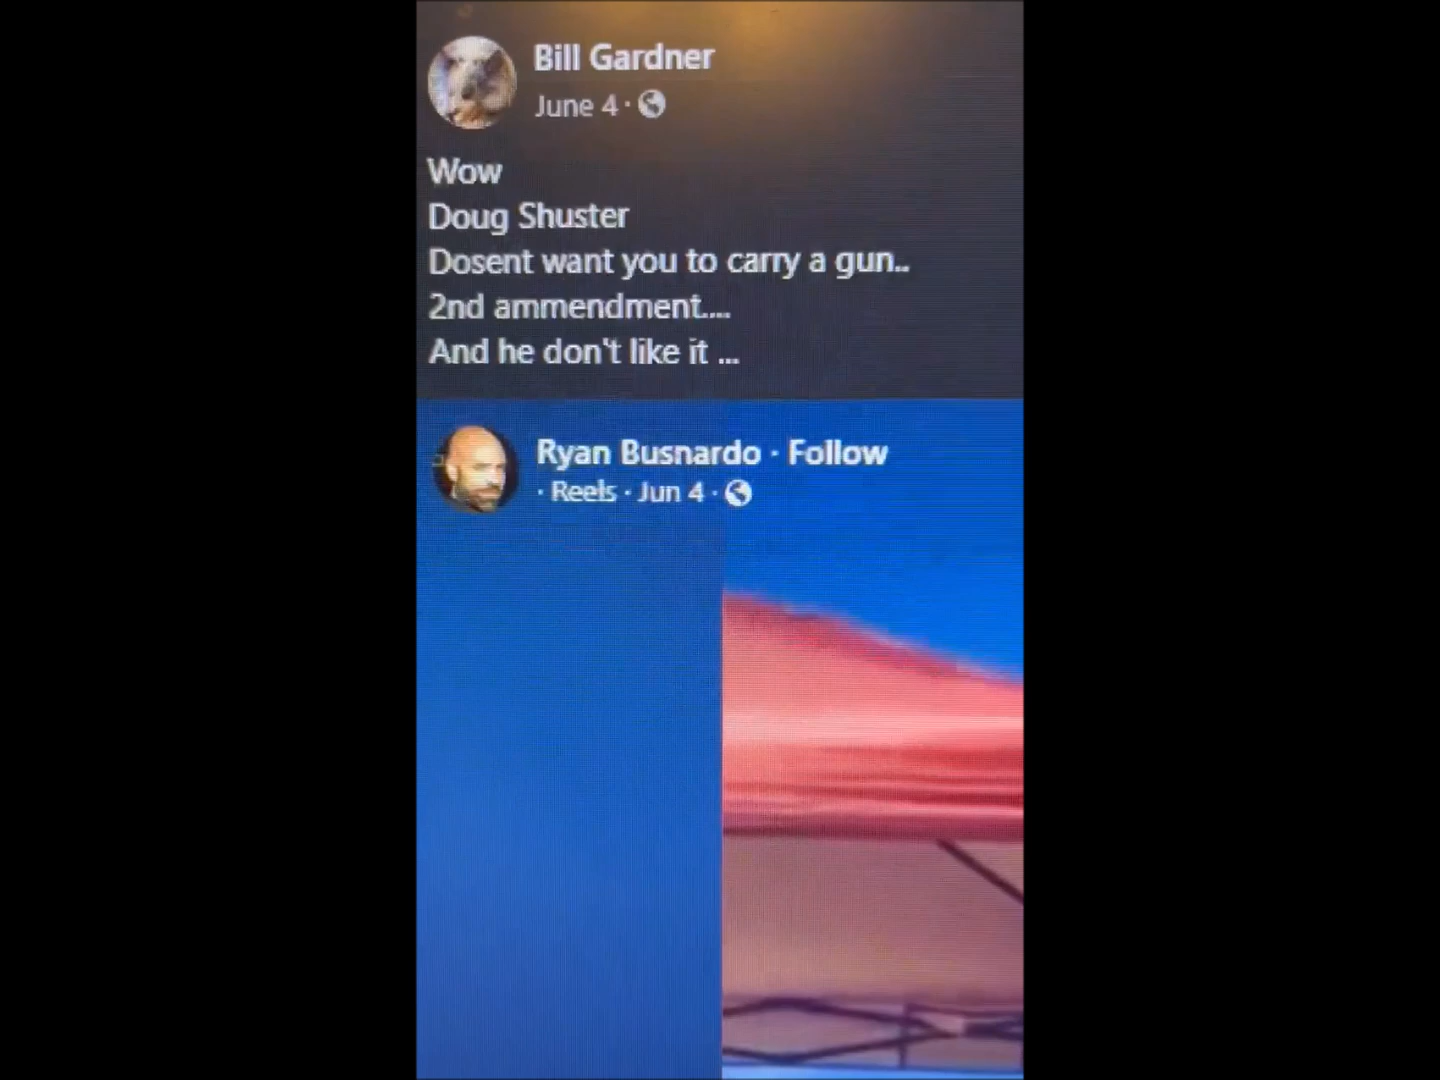 Bill Gardner
June 4 ·
Wow
Doug Shuster
Dosent want you to carry a gun..
2nd ammendment....
And he don't like it ...
Ryan Busnardo · Follow
· Reels · Jun 4 ·